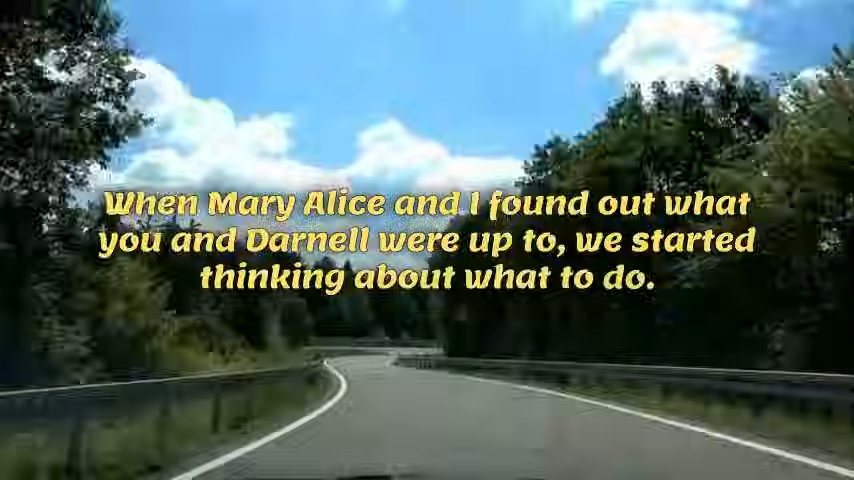 When Mary Alice and I found out what
you and Darnell were up to, we started
thinking about what to do.